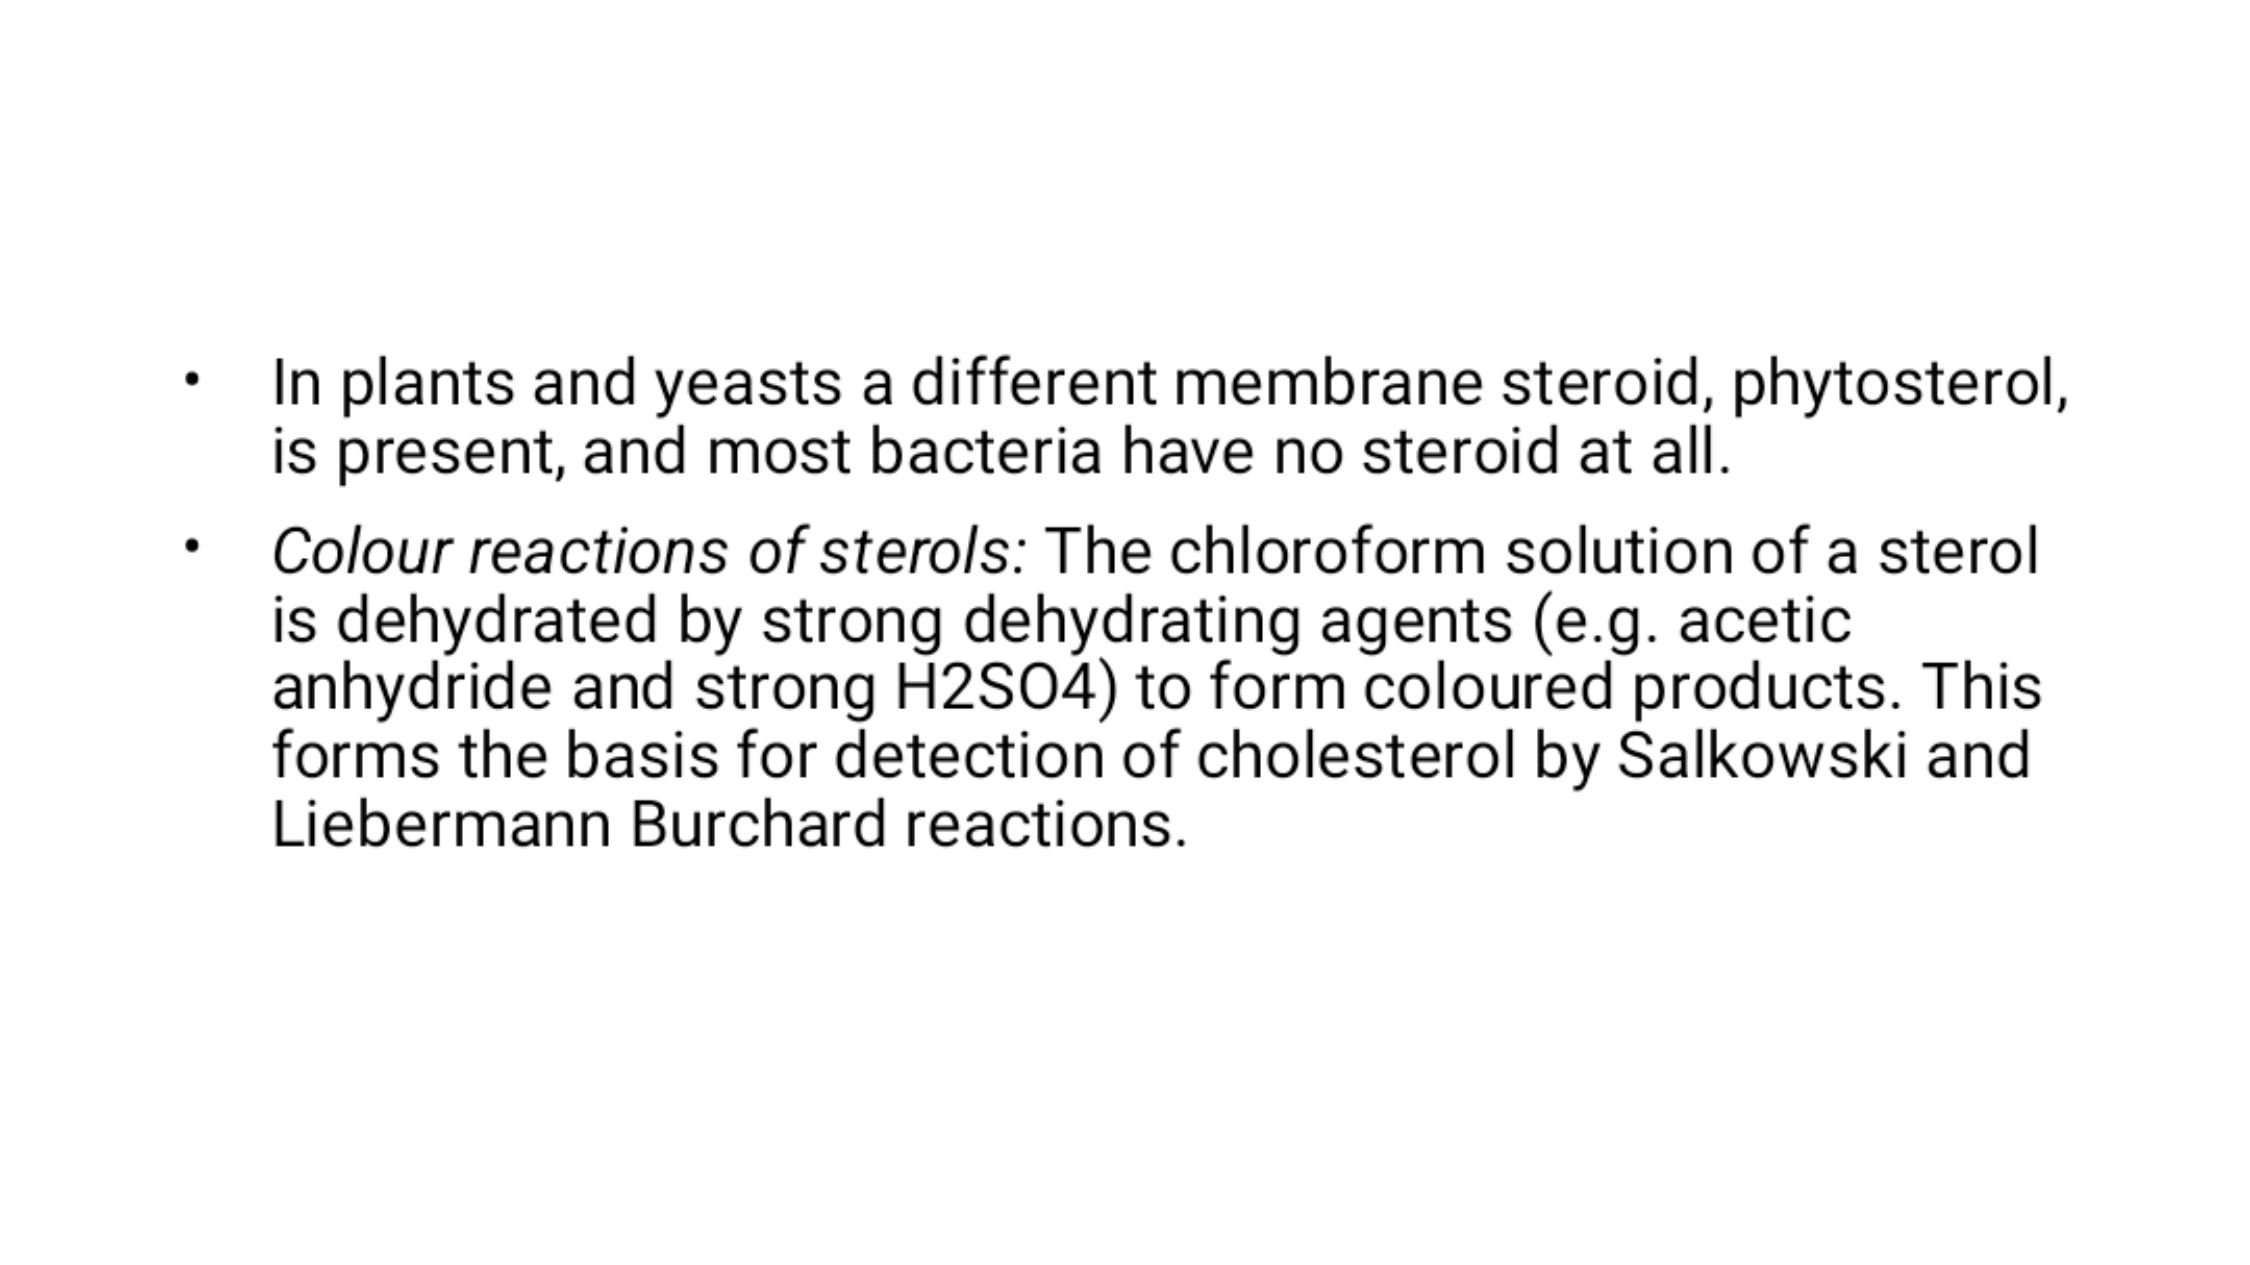 • In plants and yeasts a different membrane steroid, phytosterol,
is present, and most bacteria have no steroid at all.
• Colour reactions of sterols: The chloroform solution of a sterol
is dehydrated by strong dehydrating agents (e.g. acetic
anhydride and strong H2SO4) to form coloured products. This
forms the basis for detection of cholesterol by Salkowski and
Liebermann Burchard reactions.